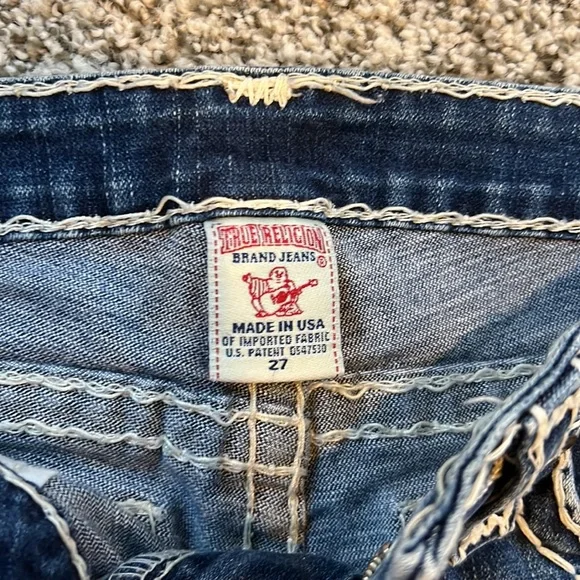 TRUE RELIGION
BRAND JEANS®
MADE IN USA
OF IMPORTED FABRIC
U.S. PATENT D547530
27